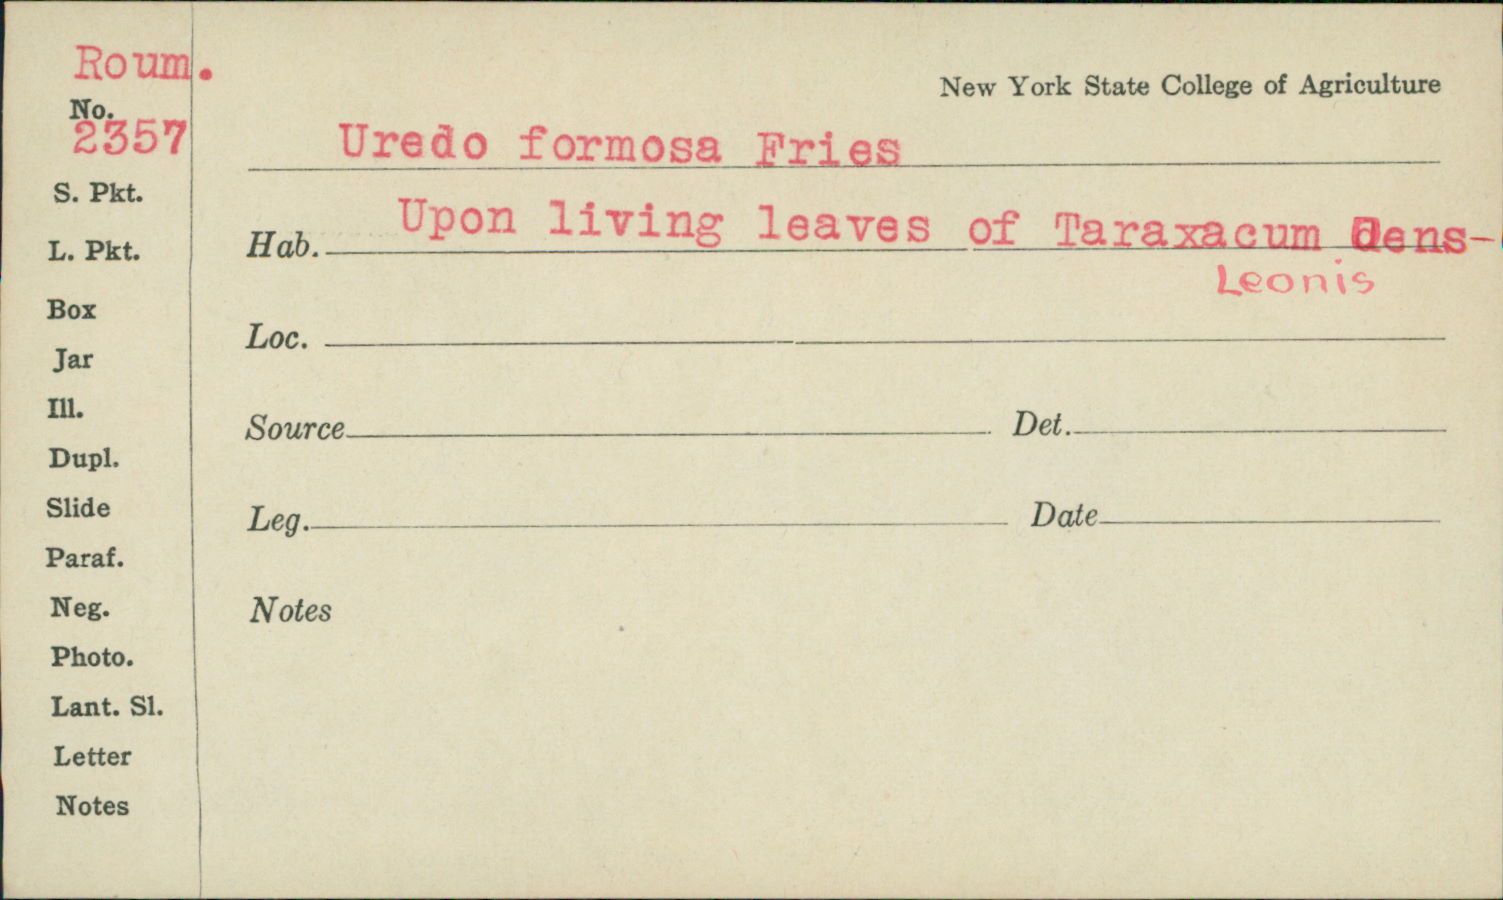 Roum.
New York State College of Agriculture
No.
2357
Uredo formosa Fries
S. Pkt.
Hab. Upon living leaves of Taraxacum dens-
Leonis
L. Pkt.
Box
Loc.
Jar
Ill.
Source Det.
Dupl.
Slide
Leg. Date
Paraf.
Neg.
Notes
Photo.
Lant. Sl.
Letter
Notes